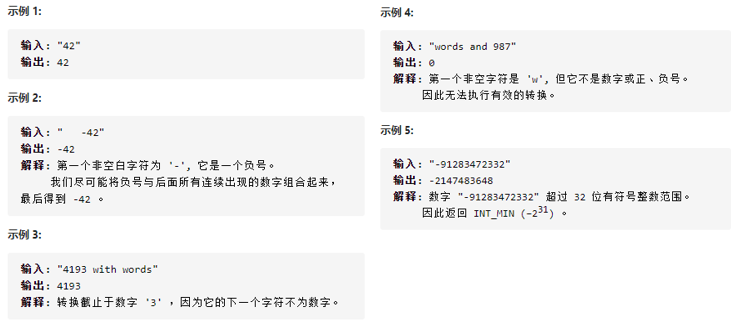 示例 1:
输入: "42"
输出: 42
示例 2:
输入: "   -42"
输出: -42
解释: 第一个非空白字符为 '-', 它是一个负号。
我们尽可能将负号与后面所有连续出现的数字组合起来，
最后得到 -42 。
示例 3:
输入: "4193 with words"
输出: 4193
解释: 转换截止于数字 '3' ，因为它的下一个字符不为数字。
示例 4:
输入: "words and 987"
输出: 0
解释: 第一个非空字符是 'w', 但它不是数字或正、负号。
因此无法执行有效的转换。
示例 5:
输入: "-91283472332"
输出: -2147483648
解释: 数字 "-91283472332" 超过 32 位有符号整数范围。
因此返回 INT_MIN (−2³¹) 。